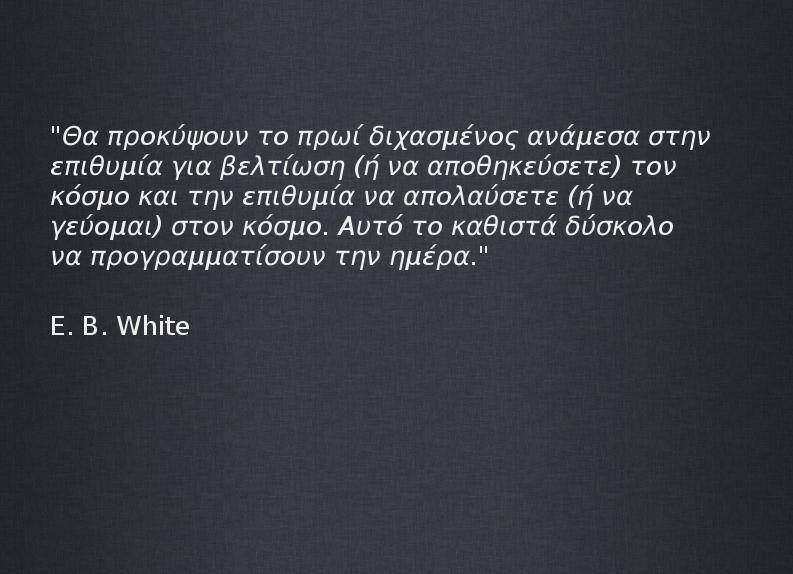 "Θα προκύψουν το πρωί διχασμένος ανάμεσα στην
επιθυμία για βελτίωση (ή να αποθηκεύσετε) τον
κόσμο και την επιθυμία να απολαύσετε (ή να
γεύομαι) στον κόσμο. Αυτό το καθιστά δύσκολο
να προγραμματίσουν την ημέρα."
E. B. White